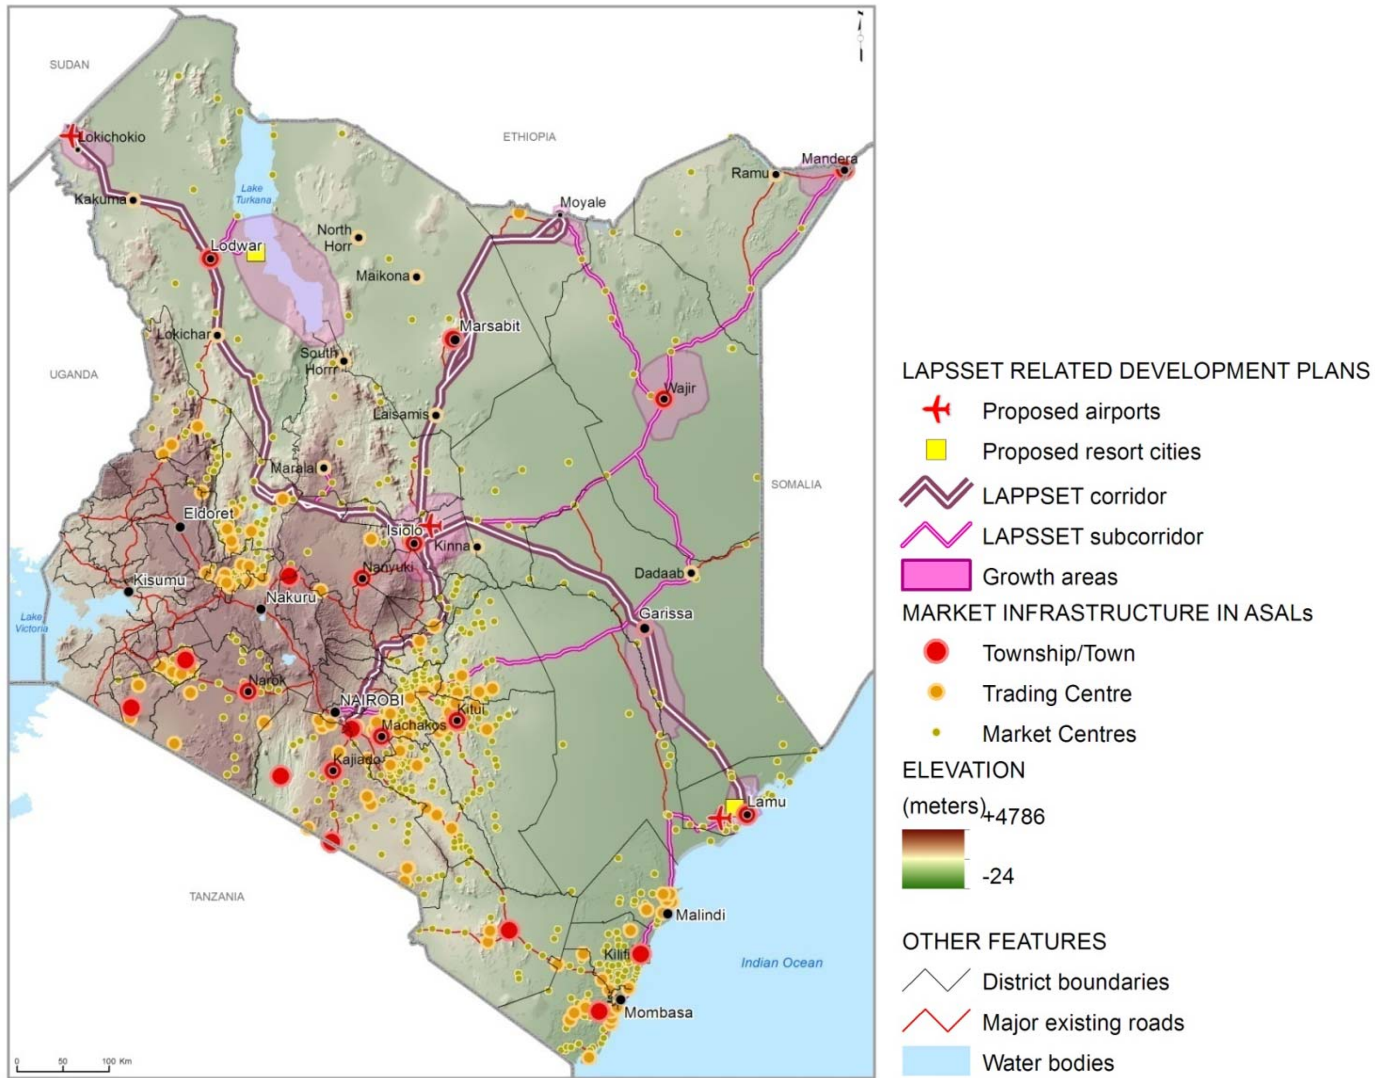 SUDAN
ETHIOPIA
Lokichokio
Mandera
Ramu
Kakuma
Lake
Turkana
Moyale
North
Horr
Lodwar
Maikona
Marsabit
Lokichar
South
Horr
UGANDA
Wajir
Laisamis
Maralal
SOMALIA
Eldoret
Isiolo
Kinna
Nanyuki
Dadaab
Kisumu
Nakuru
Garissa
Lake
Victoria
Narok
NAIROBI
Kitui
Machakos
Kajiado
Lamu
TANZANIA
Malindi
Kilifi
Indian Ocean
Mombasa
0 50 100 Km
LAPSSET RELATED DEVELOPMENT PLANS
Proposed airports
Proposed resort cities
LAPPSET corridor
LAPSSET subcorridor
Growth areas
MARKET INFRASTRUCTURE IN ASALs
Township/Town
Trading Centre
Market Centres
ELEVATION
(meters)
+4786
-24
OTHER FEATURES
District boundaries
Major existing roads
Water bodies